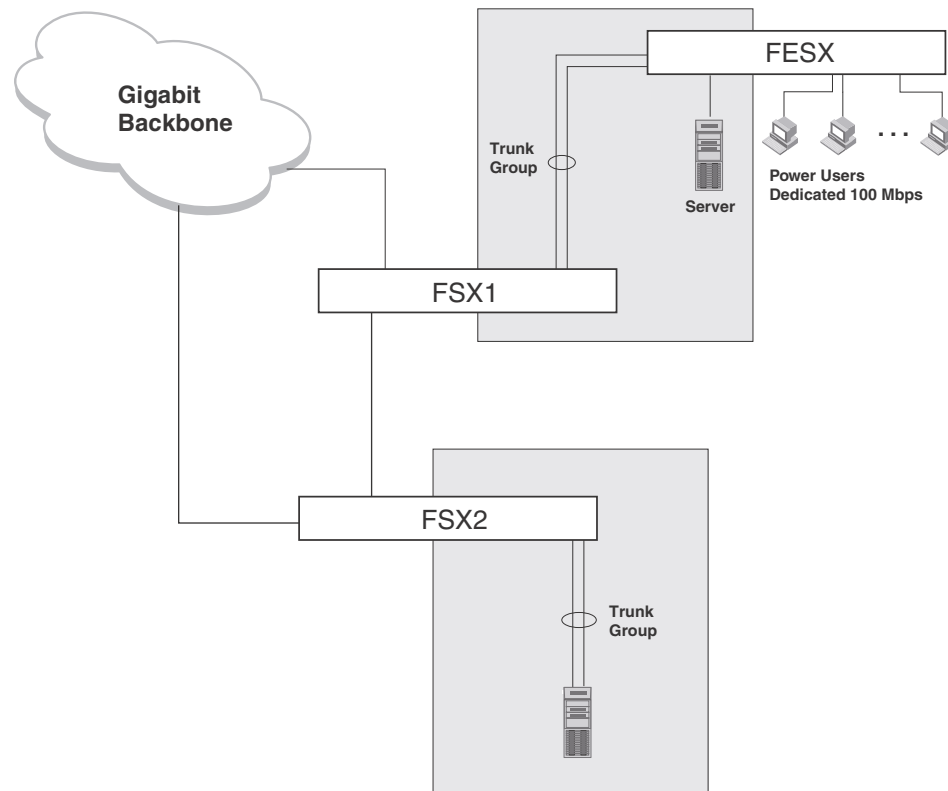 Gigabit
Backbone
FESX
Trunk
Group
Server
Power Users
Dedicated 100 Mbps
. . .
FSX1
FSX2
Trunk
Group